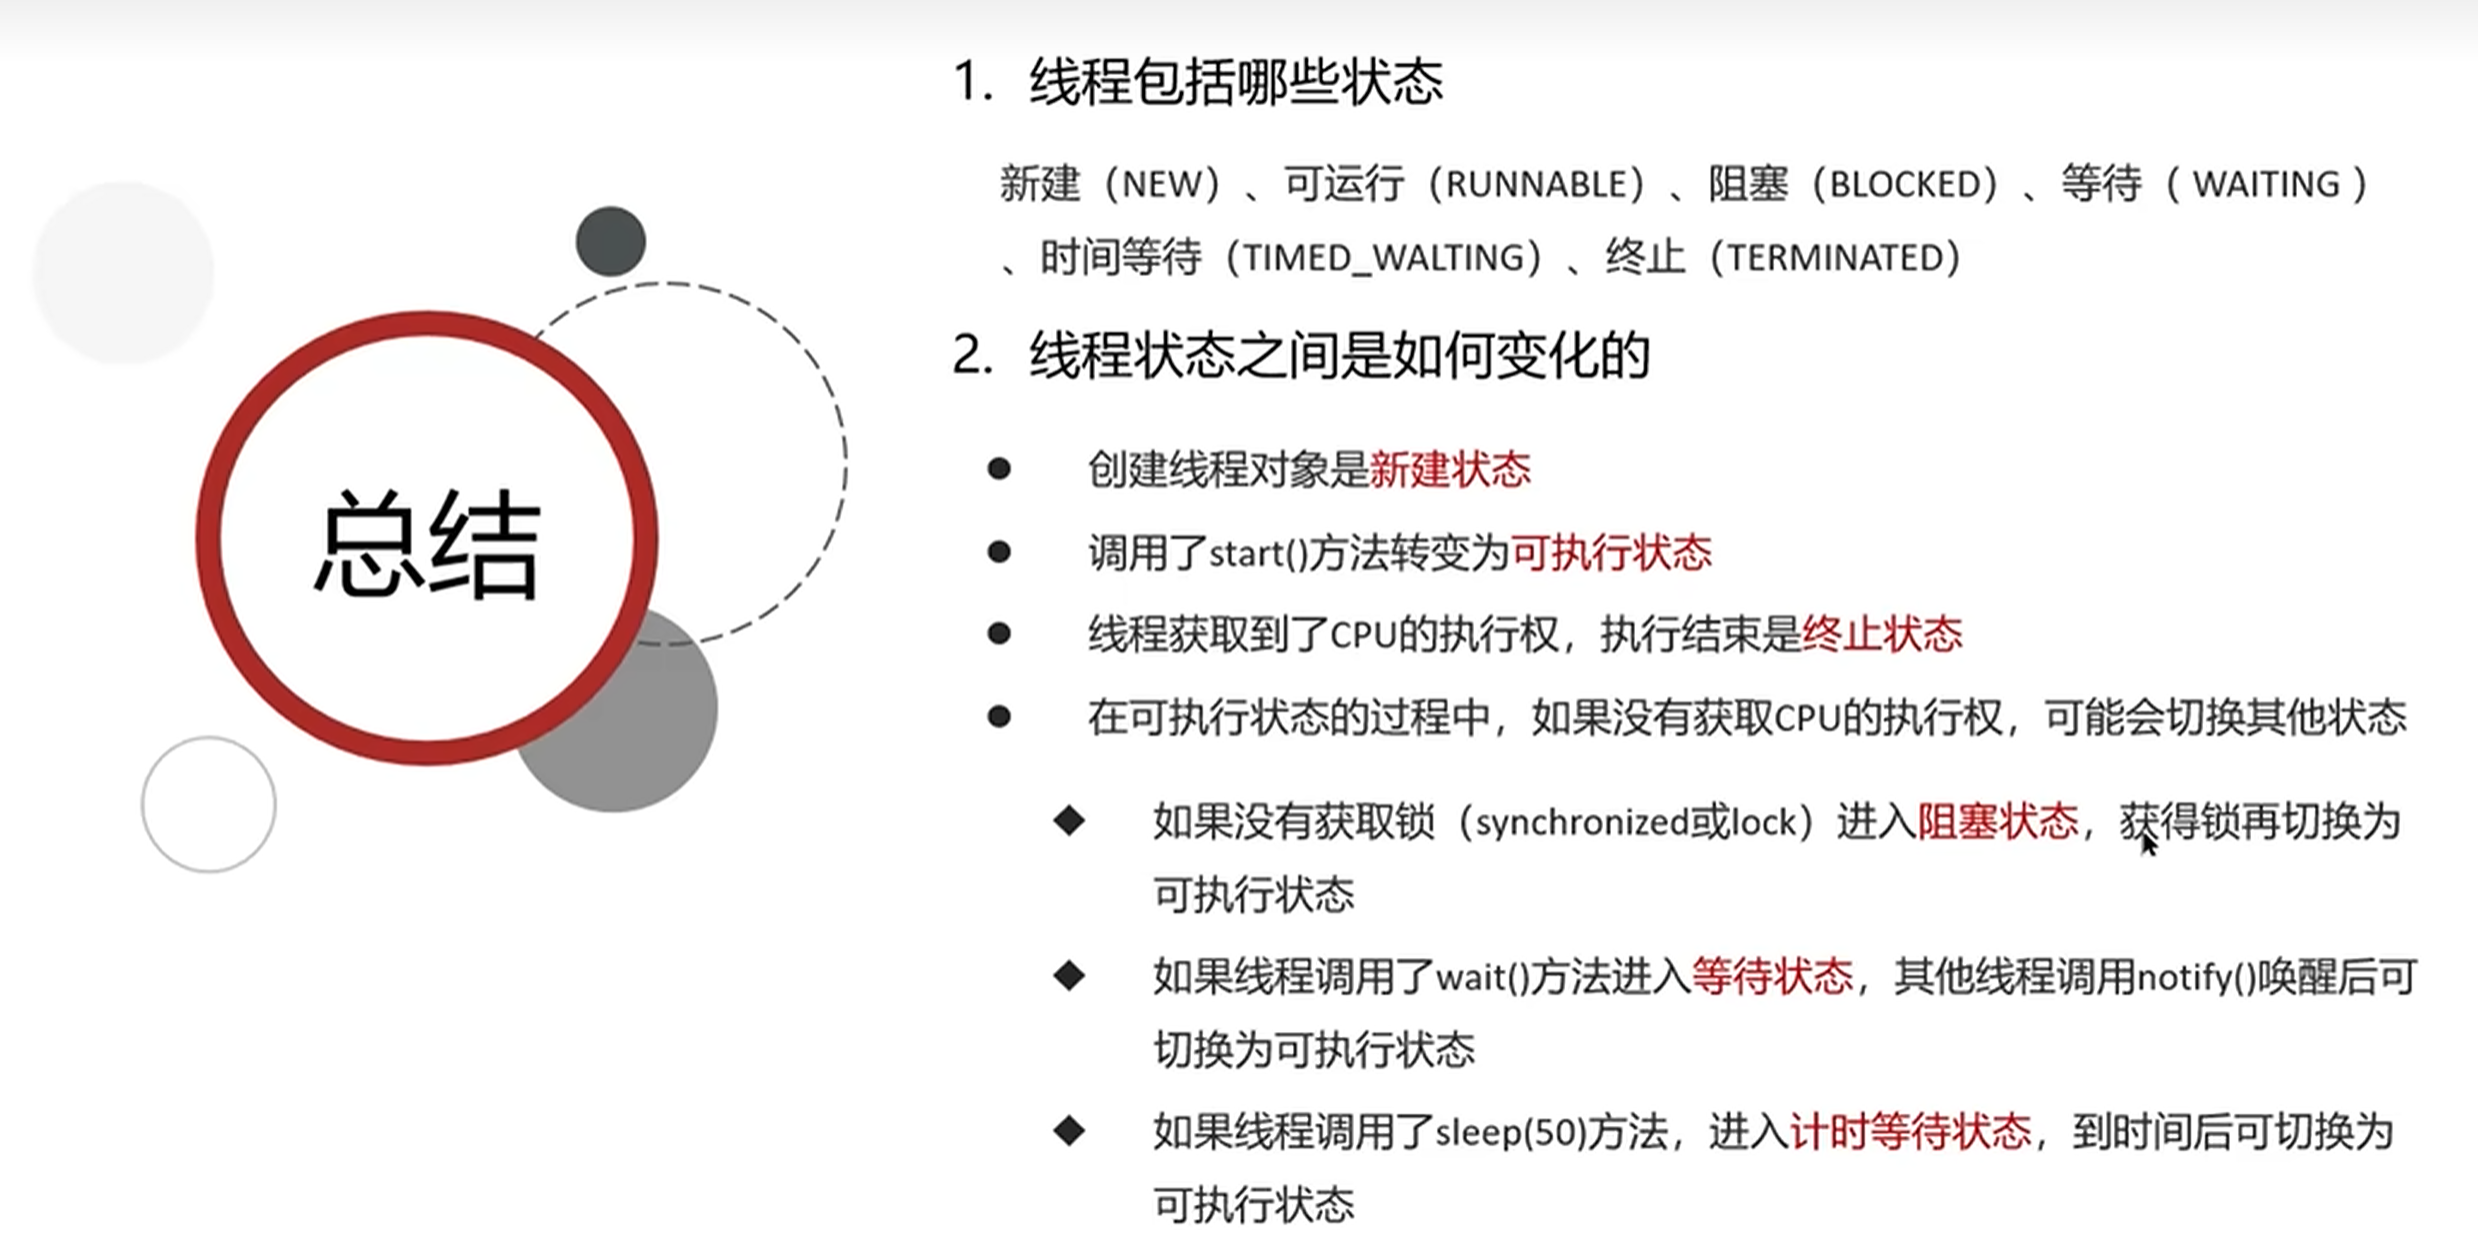 总结
1. 线程包括哪些状态
新建（NEW）、可运行（RUNNABLE）、阻塞（BLOCKED）、等待（ WAITING ）
、时间等待（TIMED_WALTING）、终止（TERMINATED）
2. 线程状态之间是如何变化的
● 创建线程对象是新建状态
● 调用了start()方法转变为可执行状态
● 线程获取到了CPU的执行权，执行结束是终止状态
● 在可执行状态的过程中，如果没有获取CPU的执行权，可能会切换其他状态
◆ 如果没有获取锁（synchronized或lock）进入阻塞状态，获得锁再切换为
可执行状态
◆ 如果线程调用了wait()方法进入等待状态，其他线程调用notify()唤醒后可
切换为可执行状态
◆ 如果线程调用了sleep(50)方法，进入计时等待状态，到时间后可切换为
可执行状态